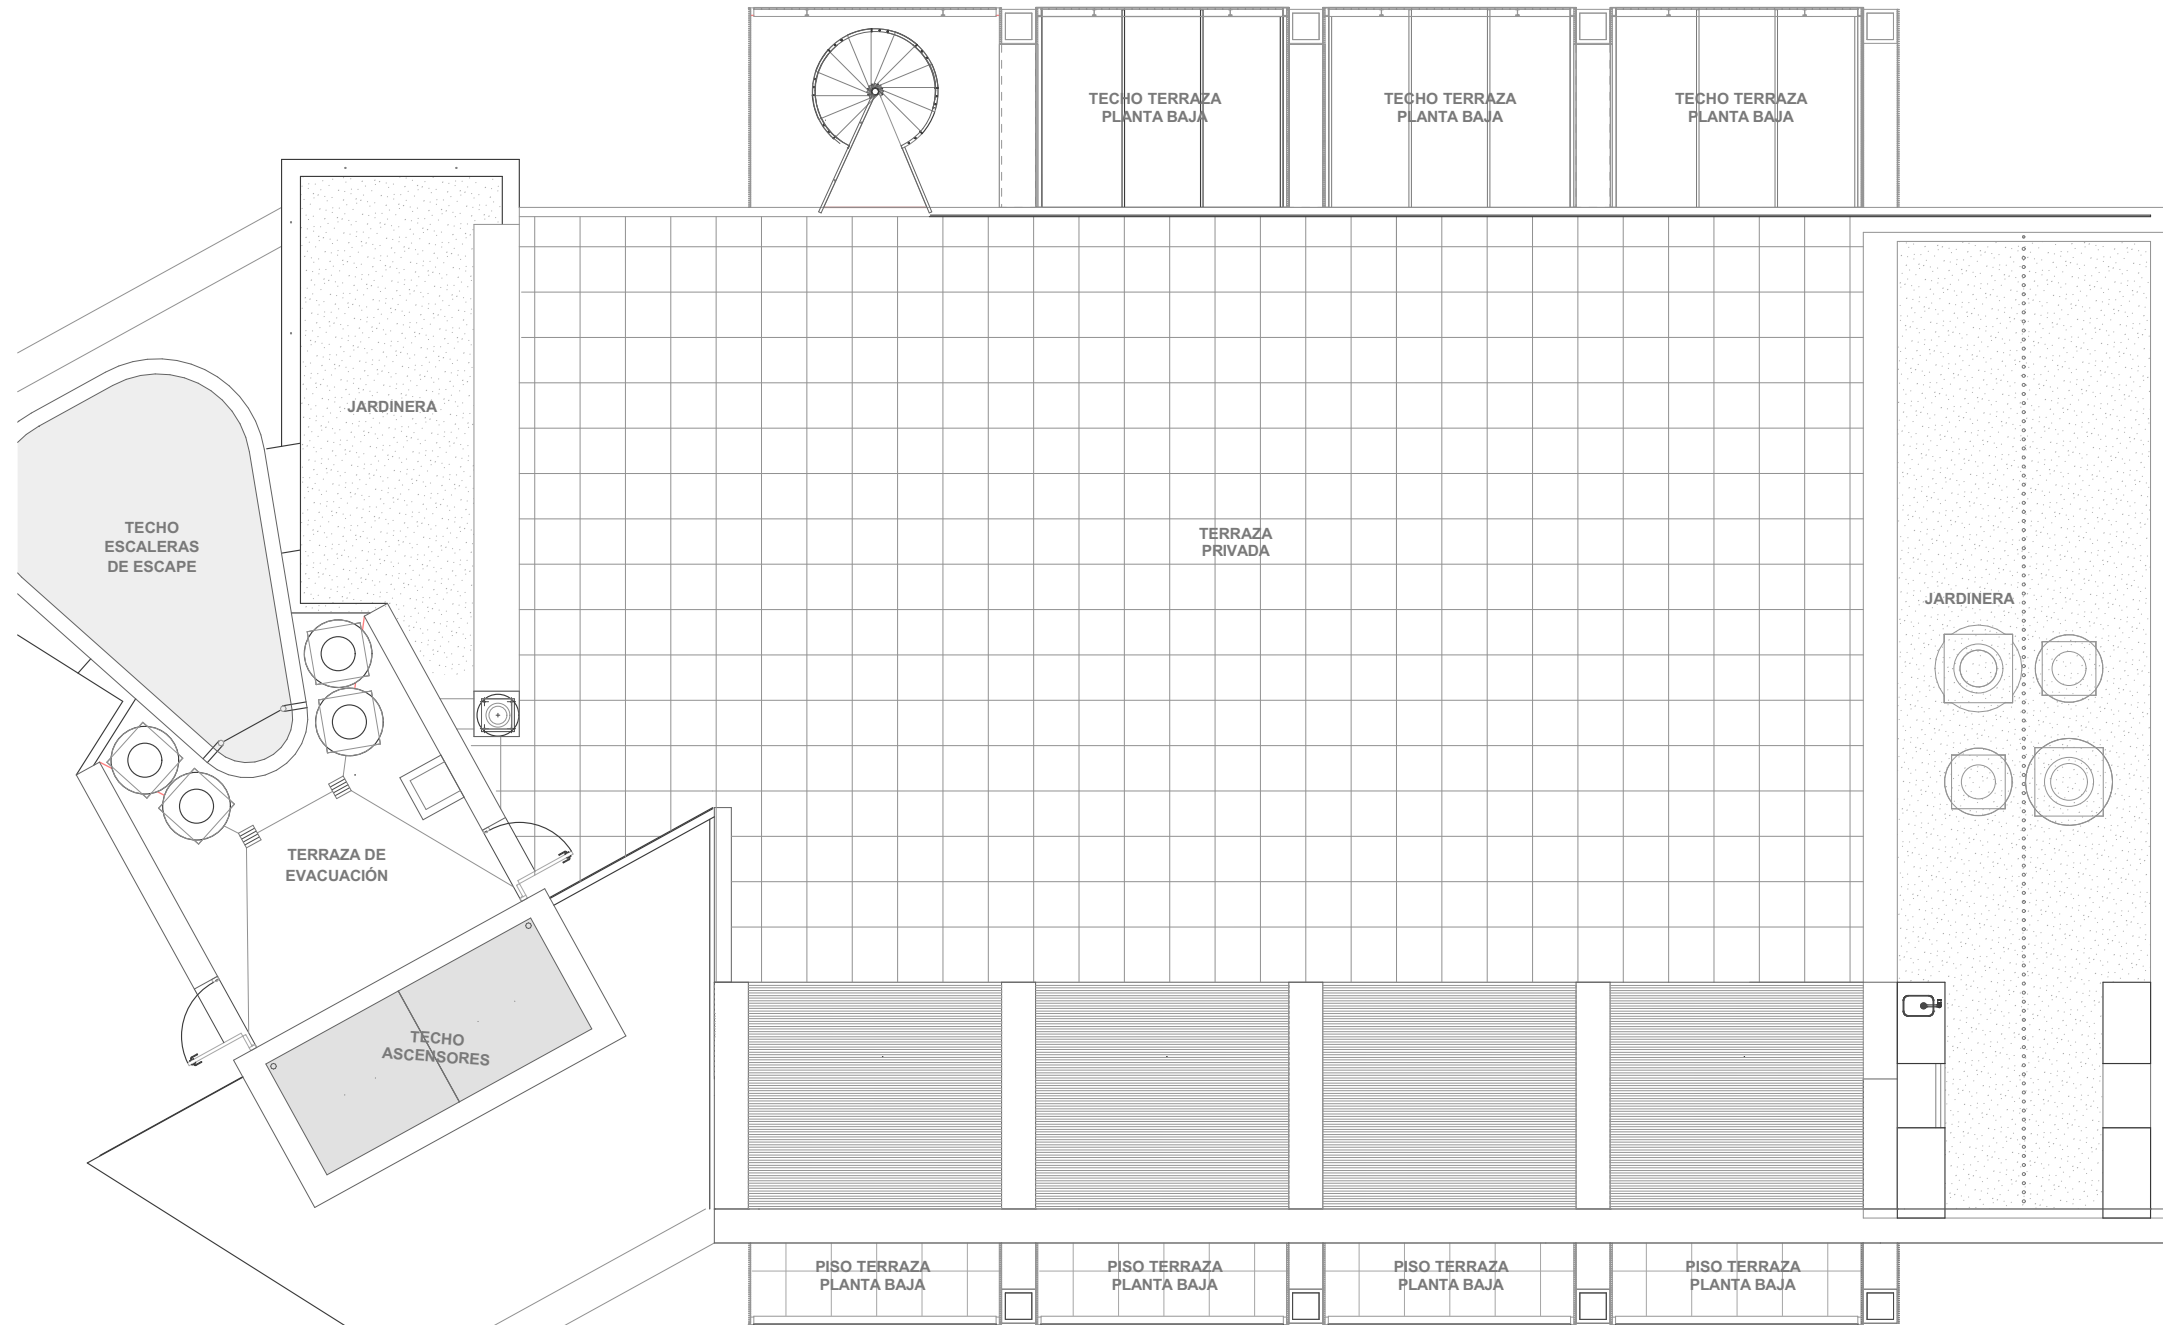 TECHO TERRAZA
PLANTA BAJA
TECHO TERRAZA
PLANTA BAJA
TECHO TERRAZA
PLANTA BAJA
JARDINERA
TECHO
ESCALERAS
DE ESCAPE
TERRAZA
PRIVADA
JARDINERA
TERRAZA DE
EVACUACIÓN
TECHO
ASCENSORES
PISO TERRAZA
PLANTA BAJA
PISO TERRAZA
PLANTA BAJA
PISO TERRAZA
PLANTA BAJA
PISO TERRAZA
PLANTA BAJA